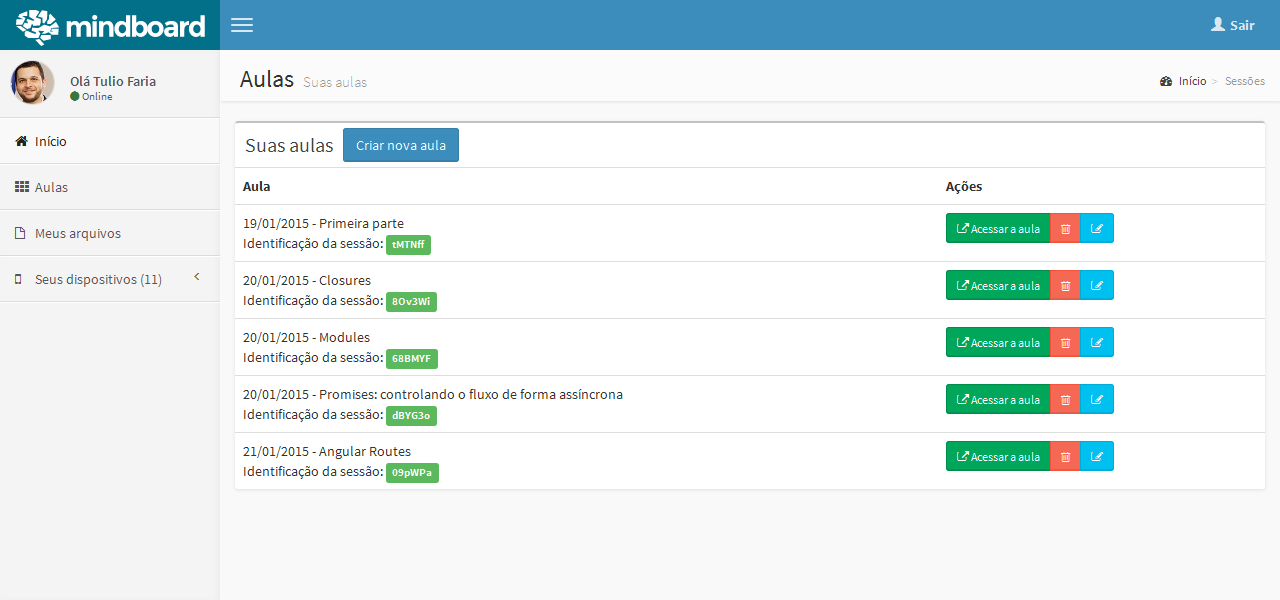 mindboard
Sair
Olá Tulio Faria
Online
Início
Aulas
Meus arquivos
Seus dispositivos (11)
Aulas Suas aulas
Início > Sessões
Suas aulas Criar nova aula
Aula Ações
19/01/2015 - Primeira parte
Identificação da sessão: tMTNff
Acessar a aula
20/01/2015 - Closures
Identificação da sessão: 8Ov3Wi
Acessar a aula
20/01/2015 - Modules
Identificação da sessão: 68BMYF
Acessar a aula
20/01/2015 - Promises: controlando o fluxo de forma assíncrona
Identificação da sessão: dBYG3o
Acessar a aula
21/01/2015 - Angular Routes
Identificação da sessão: 09pWPa
Acessar a aula